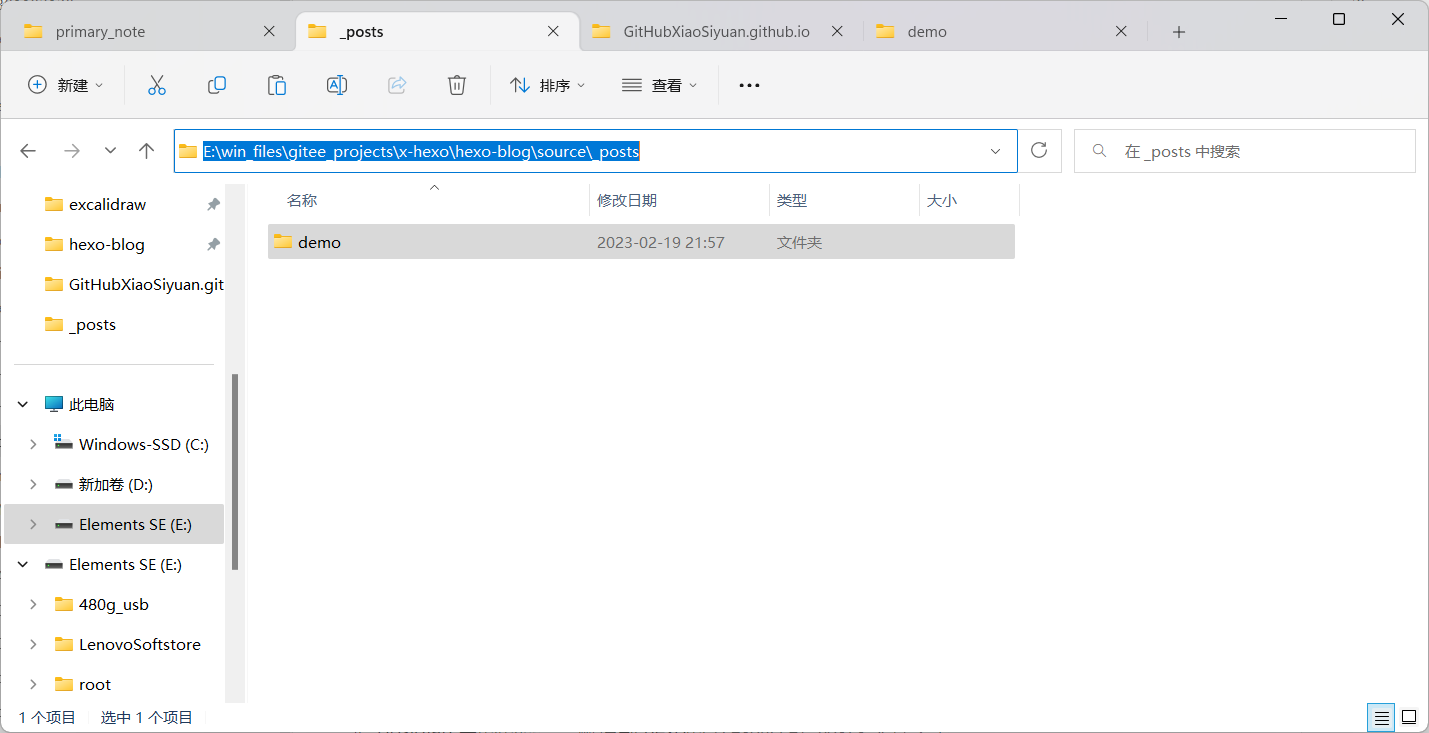 primary_note
_posts
GitHubXiaoSiyuan.github.io
demo
新建
排序
查看
E:\win_files\gitee_projects\x-hexo\hexo-blog\source\_posts
在 _posts 中搜索
excalidraw
hexo-blog
GitHubXiaoSiyuan.git
_posts
此电脑
Windows-SSD (C:)
新加卷 (D:)
Elements SE (E:)
Elements SE (E:)
480g_usb
LenovoSoftstore
root
名称 修改日期 类型 大小
demo 2023-02-19 21:57 文件夹
1 个项目 选中 1 个项目